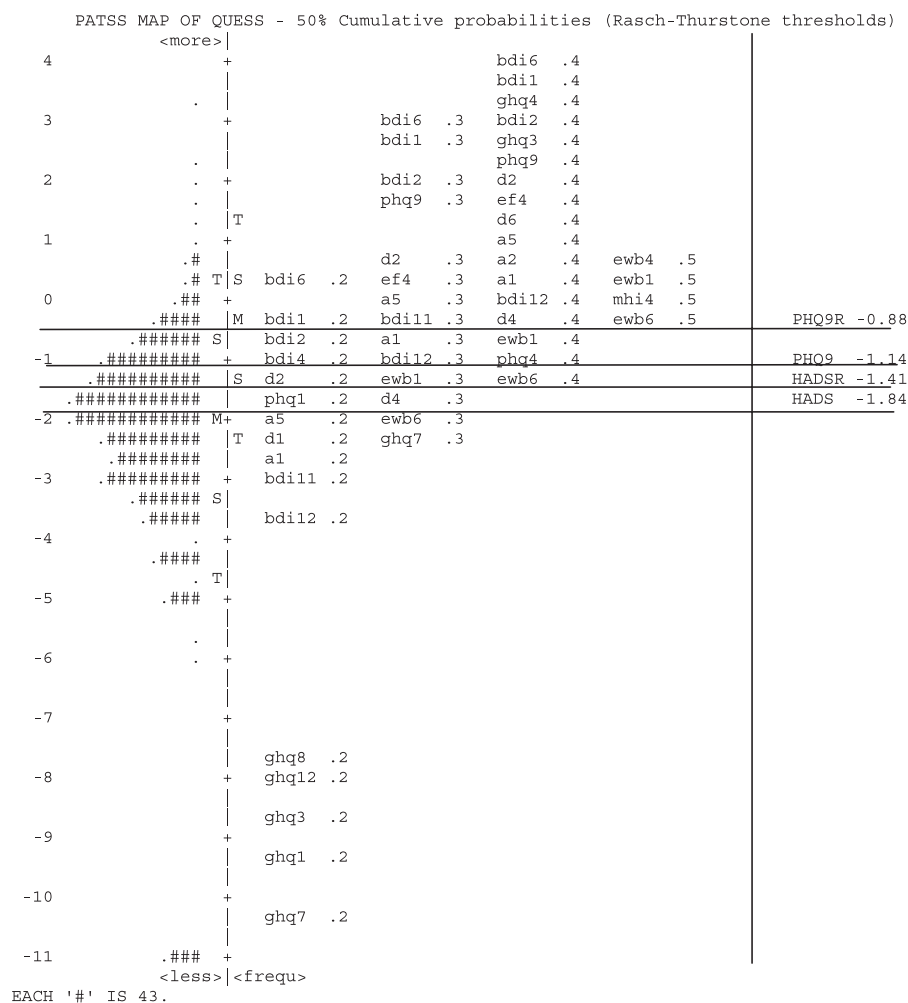 PATSS MAP OF QUESS - 50% Cumulative probabilities (Rasch-Thurstone thresholds)
<more>|
4 + bdi6 .4
| bdi1 .4
. | ghq4 .4
3 + bdi6 .3 bdi2 .4
| bdi1 .3 ghq3 .4
. | phq9 .4
2 . + bdi2 .3 d2 .4
. | phq9 .3 ef4 .4
. |T d6 .4
1 . + a5 .4
.# | d2 .3 a2 .4 ewb4 .5
.# T|S bdi6 .2 ef4 .3 a1 .4 ewb1 .5
0 .## + a5 .3 bdi12 .4 mhi4 .5
.#### |M bdi1 .2 bdi11 .3 d4 .4 ewb6 .5 PHQ9R -0.88
.###### S| bdi2 .2 a1 .3 ewb1 .4
-1 .######### + bdi4 .2 bdi12 .3 phq4 .4 PHQ9 -1.14
.########## |S d2 .2 ewb1 .3 ewb6 .4 HADSR -1.41
.############ | phq1 .2 d4 .3 HADS -1.84
-2 .############ M+ a5 .2 ewb6 .3
.######### |T d1 .2 ghq7 .3
.######## | a1 .2
-3 .######### + bdi11 .2
.###### S|
.##### | bdi12 .2
-4 . +
.#### |
. T|
-5 .### +
|
. |
-6 . +
|
|
-7 +
|
| ghq8 .2
-8 + ghq12 .2
|
| ghq3 .2
-9 +
| ghq1 .2
|
-10 +
| ghq7 .2
|
-11 .### +
<less>|<frequ>
EACH '#' IS 43.